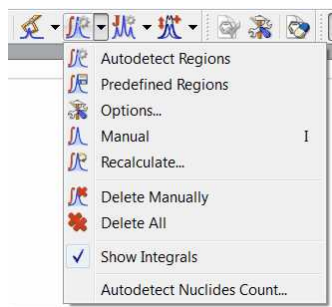 Autodetect Regions
Predefined Regions
Options...
Manual I
Recalculate...
Delete Manually
Delete All
Show Integrals
Autodetect Nuclides Count...